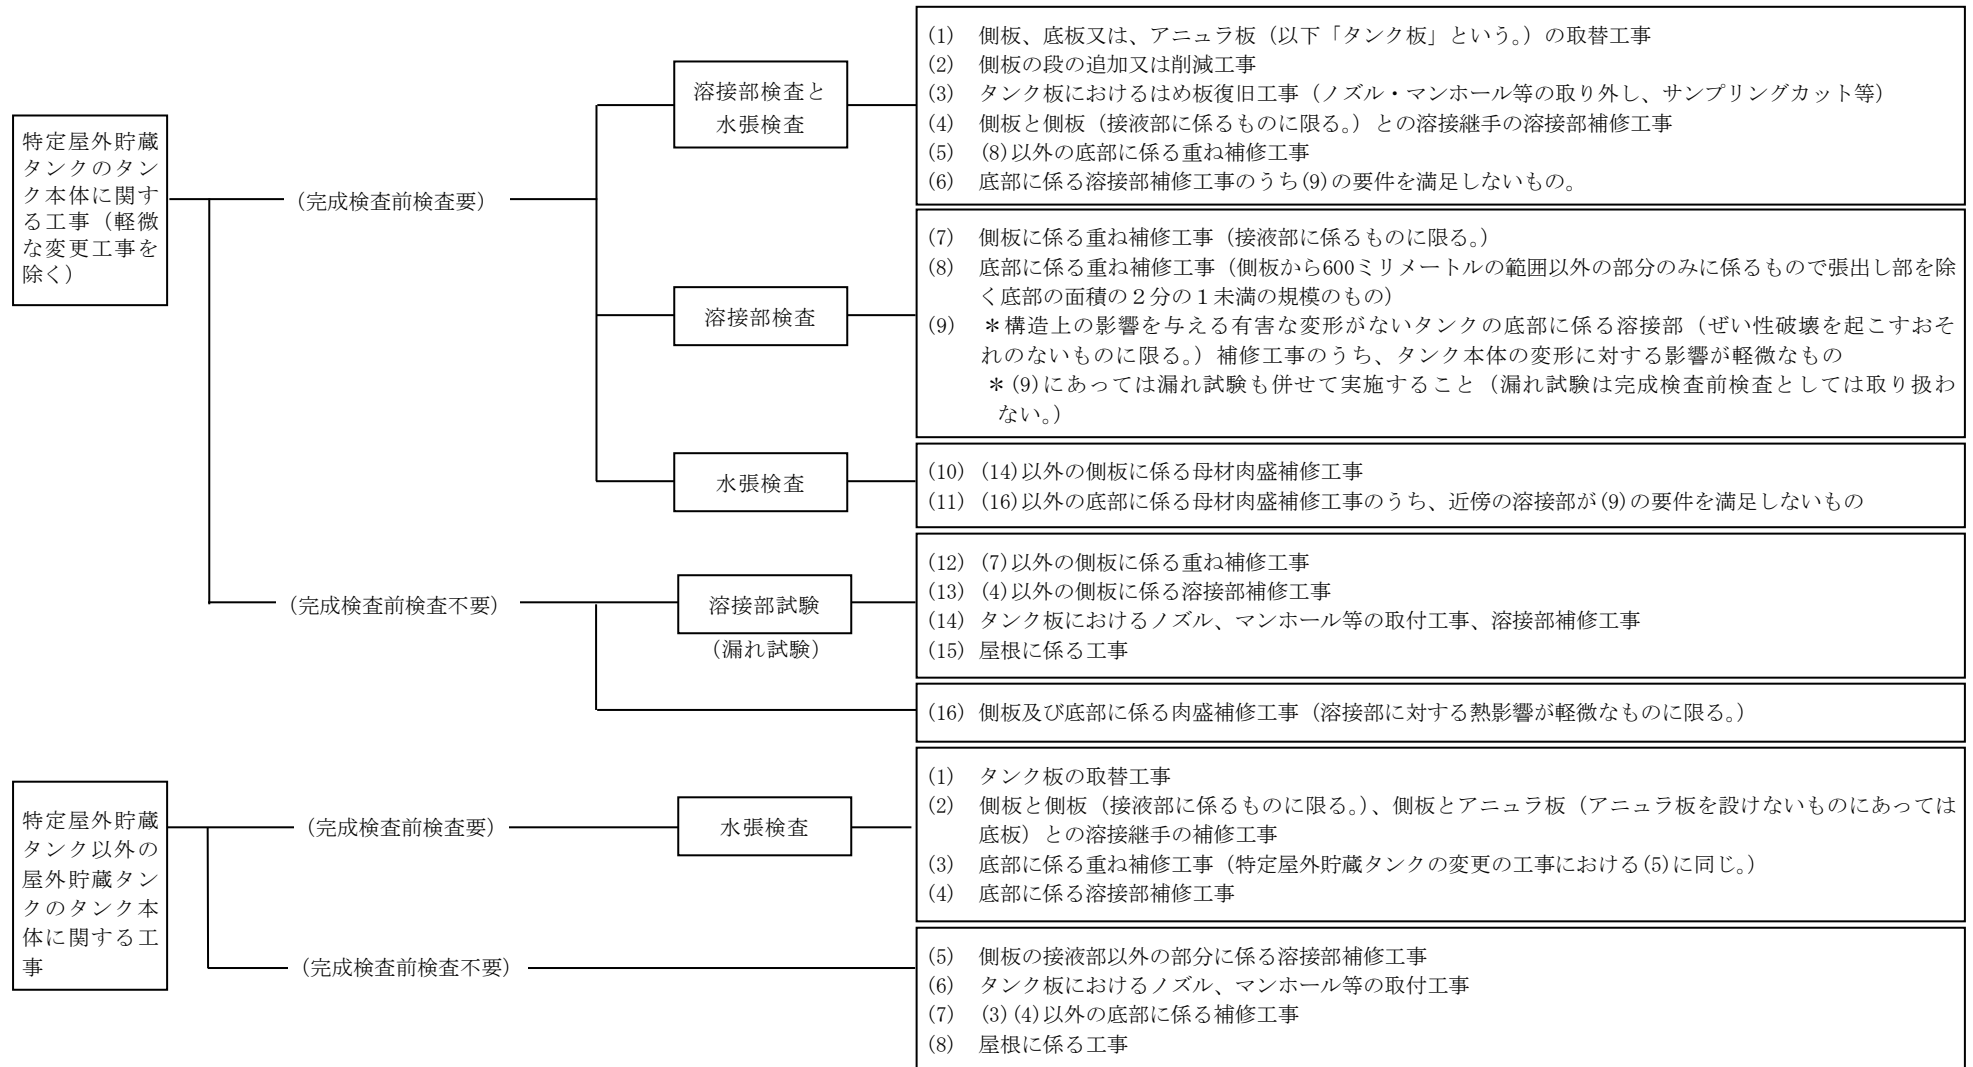 特定屋外貯蔵
タンクのタン
ク本体に関す
る工事（軽微
な変更工事を
除く）
（完成検査前検査要）
溶接部検査と
水張検査
(1) 側板、底板又は、アニュラ板（以下「タンク板」という。）の取替工事
(2) 側板の段の追加又は削減工事
(3) タンク板におけるはめ板復旧工事（ノズル・マンホール等の取り外し、サンプリングカット等）
(4) 側板と側板（接液部に係るものに限る。）との溶接継手の溶接部補修工事
(5) (8)以外の底部に係る重ね補修工事
(6) 底部に係る溶接部補修工事のうち(9)の要件を満足しないもの。
溶接部検査
(7) 側板に係る重ね補修工事（接液部に係るものに限る。）
(8) 底部に係る重ね補修工事（側板から600ミリメートルの範囲以外の部分のみに係るもので張出し部を除
く底部の面積の２分の１未満の規模のもの）
(9) ＊構造上の影響を与える有害な変形がないタンクの底部に係る溶接部（ぜい性破壊を起こすおそ
れのないものに限る。）補修工事のうち、タンク本体の変形に対する影響が軽微なもの
＊(9)にあっては漏れ試験も併せて実施すること（漏れ試験は完成検査前検査としては取り扱わ
ない。）
水張検査
(10) (14)以外の側板に係る母材肉盛補修工事
(11) (16)以外の底部に係る母材肉盛補修工事のうち、近傍の溶接部が(9)の要件を満足しないもの
（完成検査前検査不要）
溶接部試験
（漏れ試験）
(12) (7)以外の側板に係る重ね補修工事
(13) (4)以外の側板に係る溶接部補修工事
(14) タンク板におけるノズル、マンホール等の取付工事、溶接部補修工事
(15) 屋根に係る工事
(16) 側板及び底部に係る肉盛補修工事（溶接部に対する熱影響が軽微なものに限る。）
特定屋外貯蔵
タンク以外の
屋外貯蔵タン
クのタンク本
体に関する工
事
（完成検査前検査要）
水張検査
(1) タンク板の取替工事
(2) 側板と側板（接液部に係るものに限る。）、側板とアニュラ板（アニュラ板を設けないものにあっては
底板）との溶接継手の補修工事
(3) 底部に係る重ね補修工事（特定屋外貯蔵タンクの変更の工事における(5)に同じ。）
(4) 底部に係る溶接部補修工事
（完成検査前検査不要）
(5) 側板の接液部以外の部分に係る溶接部補修工事
(6) タンク板におけるノズル、マンホール等の取付工事
(7) (3)(4)以外の底部に係る補修工事
(8) 屋根に係る工事